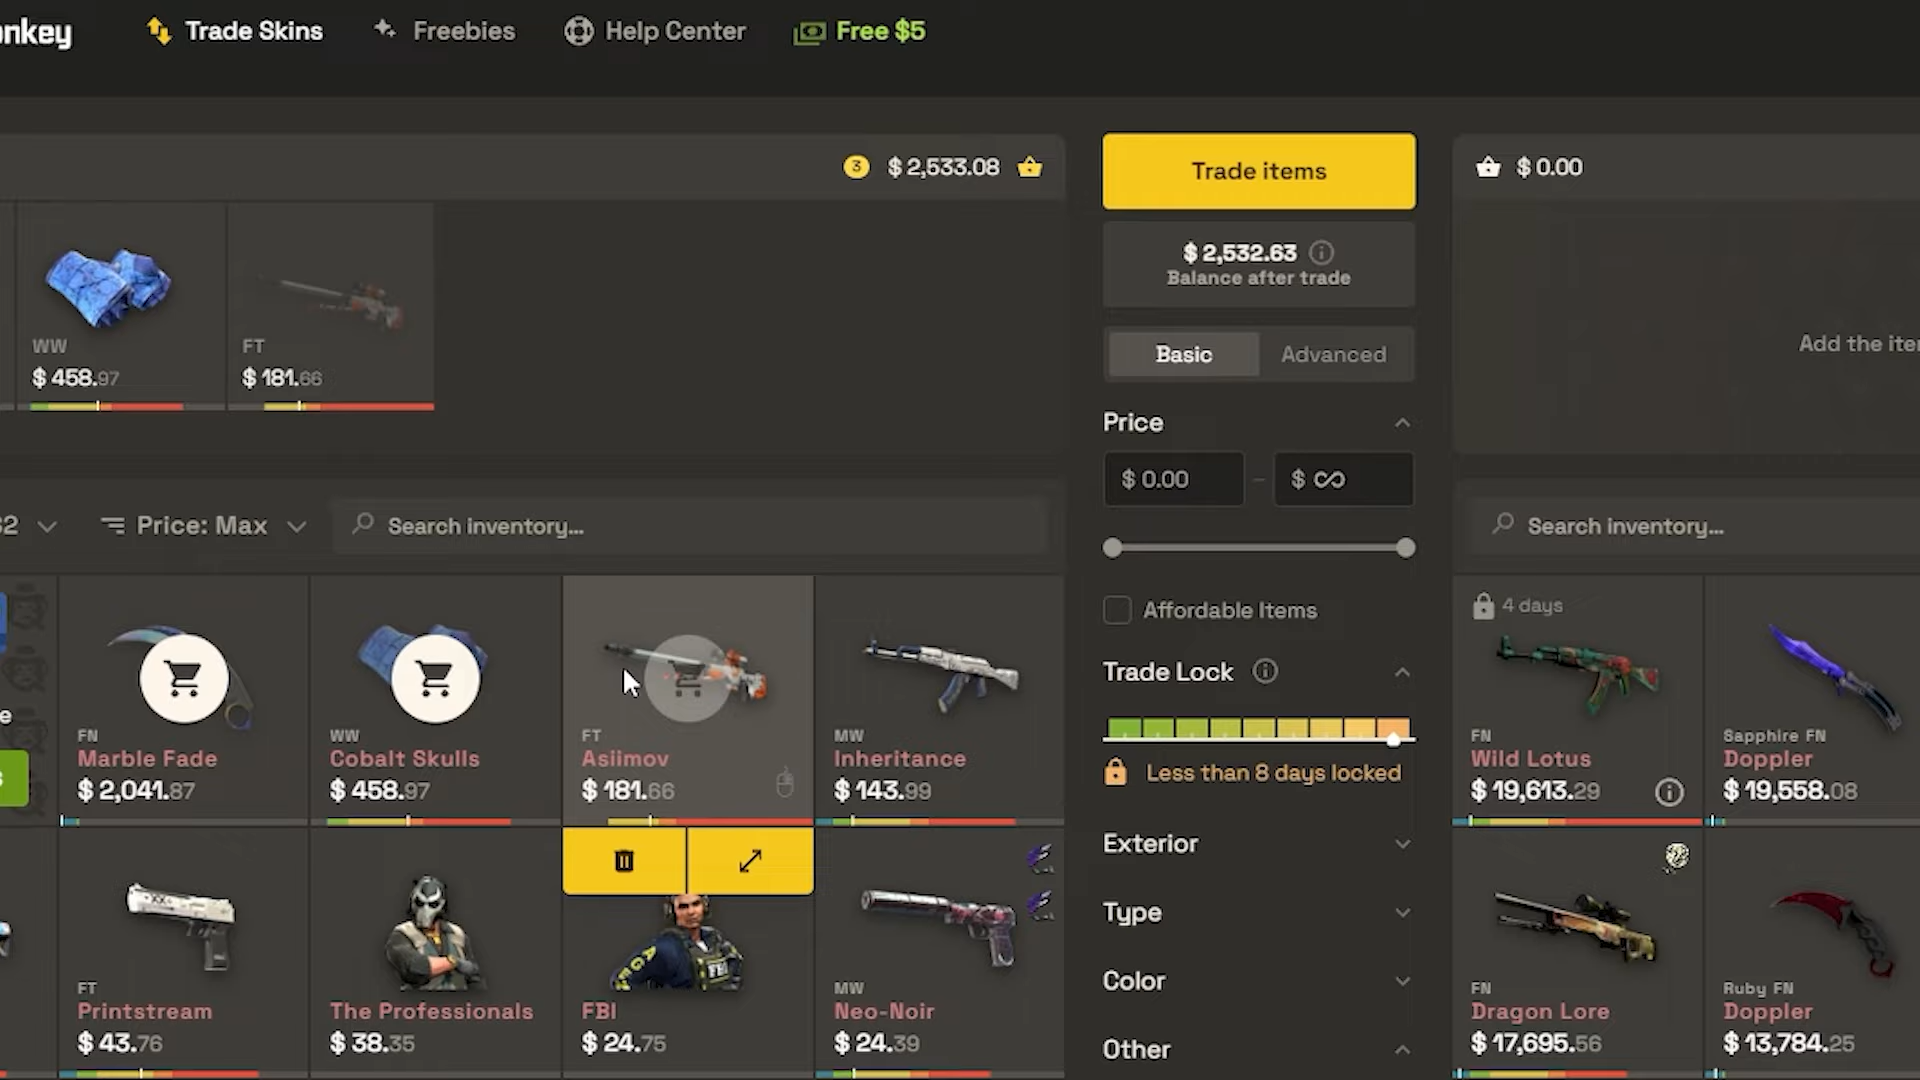 onkey
Trade Skins
Freebies
Help Center
Free $5
3
$ 2,533.08
Trade items
$ 0.00
$ 2,532.63
Balance after trade
WW
$ 458.97
FT
$ 181.66
Basic
Advanced
Add the ite
Price
$ 0.00
-
$ ∞
Price: Max
Search inventory...
Search inventory...
Affordable Items
Trade Lock
Less than 8 days locked
Exterior
Type
Color
Other
FN
Marble Fade
$ 2,041.87
WW
Cobalt Skulls
$ 458.97
FT
Asiimov
$ 181.66
MW
Inheritance
$ 143.99
4 days
FN
Wild Lotus
$ 19,613.29
Sapphire FN
Doppler
$ 19,558.08
FT
Printstream
$ 43.76
The Professionals
$ 38.35
FBI
FBI
$ 24.75
MW
Neo-Noir
$ 24.39
FN
Dragon Lore
$ 17,695.56
Ruby FN
Doppler
$ 13,784.25